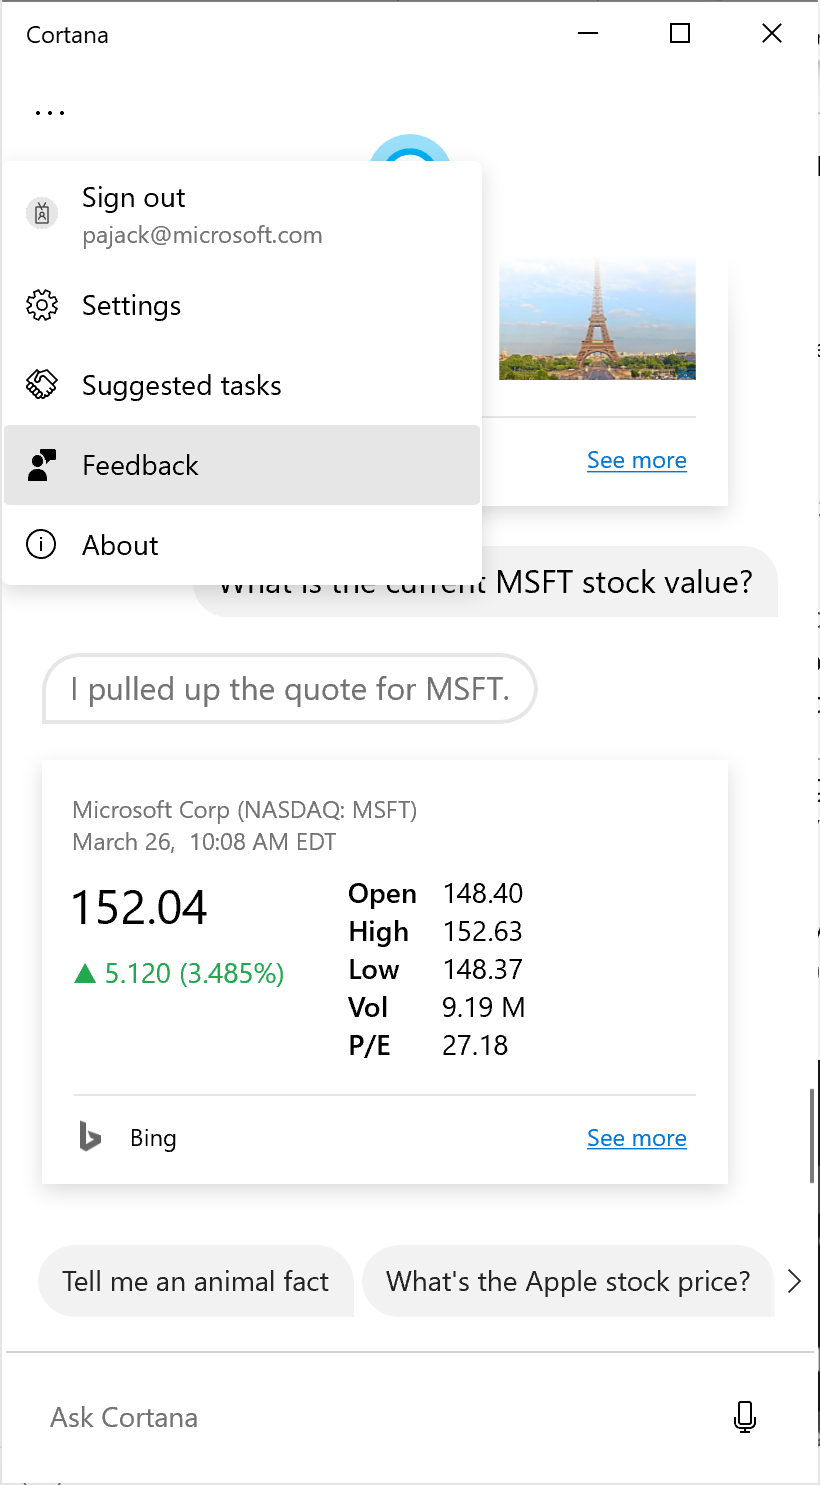 Cortana
...
Sign out
pajack@microsoft.com
Settings
Suggested tasks
Feedback
About
See more
What is the current MSFT stock value?
I pulled up the quote for MSFT.
Microsoft Corp (NASDAQ: MSFT)
March 26, 10:08 AM EDT
152.04
▲ 5.120 (3.485%)
Open 148.40
High 152.63
Low 148.37
Vol 9.19 M
P/E 27.18
Bing
See more
Tell me an animal fact
What's the Apple stock price?
Ask Cortana